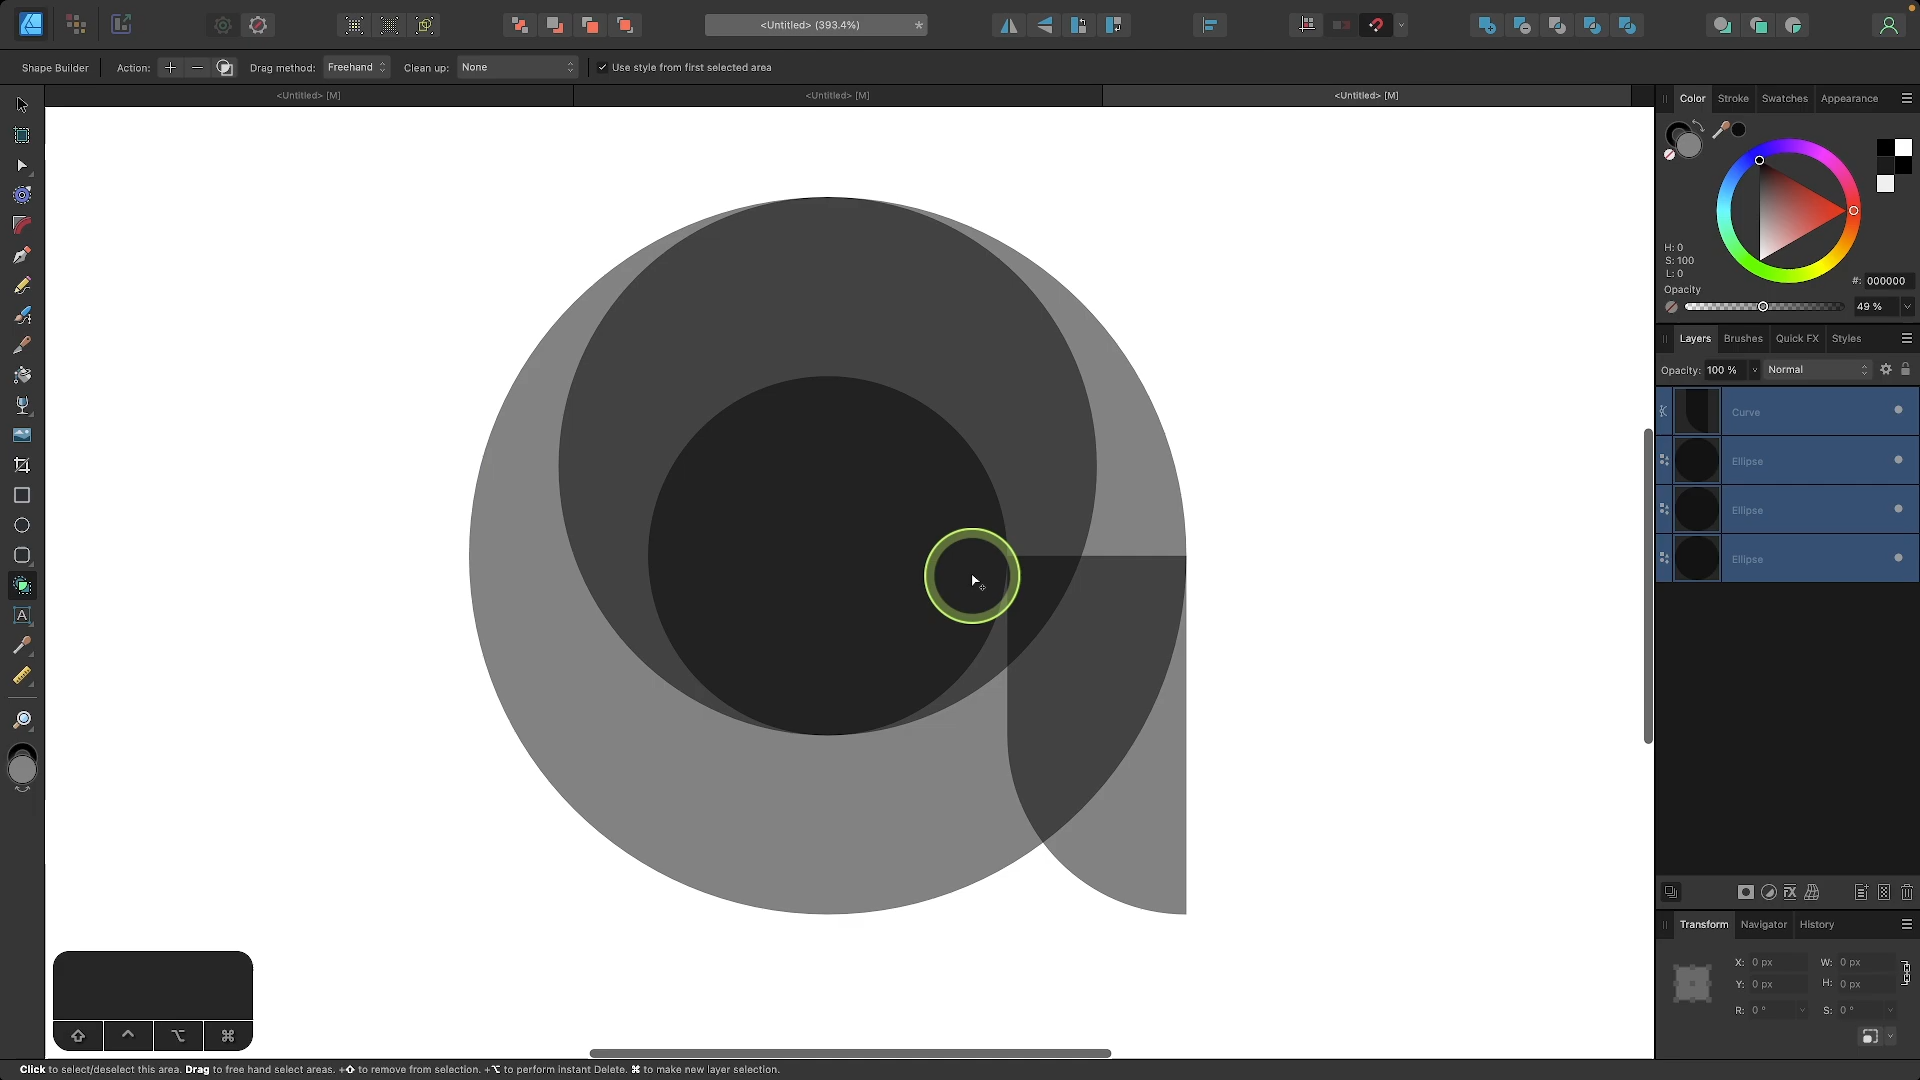 <Untitled> (393.4%)
*
Shape Builder
Action:
Drag method: Freehand
Clean up: None
Use style from first selected area
<Untitled> [M]
<Untitled> [M]
<Untitled> [M]
Color
Stroke
Swatches
Appearance
H: 0
S: 100
L: 0
#: 000000
Opacity
49 %
Layers
Brushes
Quick FX
Styles
Opacity: 100 %
Normal
Curve
Ellipse
Ellipse
Ellipse
Transform
Navigator
History
X: 0 px
W: 0 px
Y: 0 px
H: 0 px
R: 0 °
S: 0 °
Click to select/deselect this area. Drag to free hand select areas. +⇧ to remove from selection. +⌥ to perform Instant Delete. ⌘ to make new layer selection.